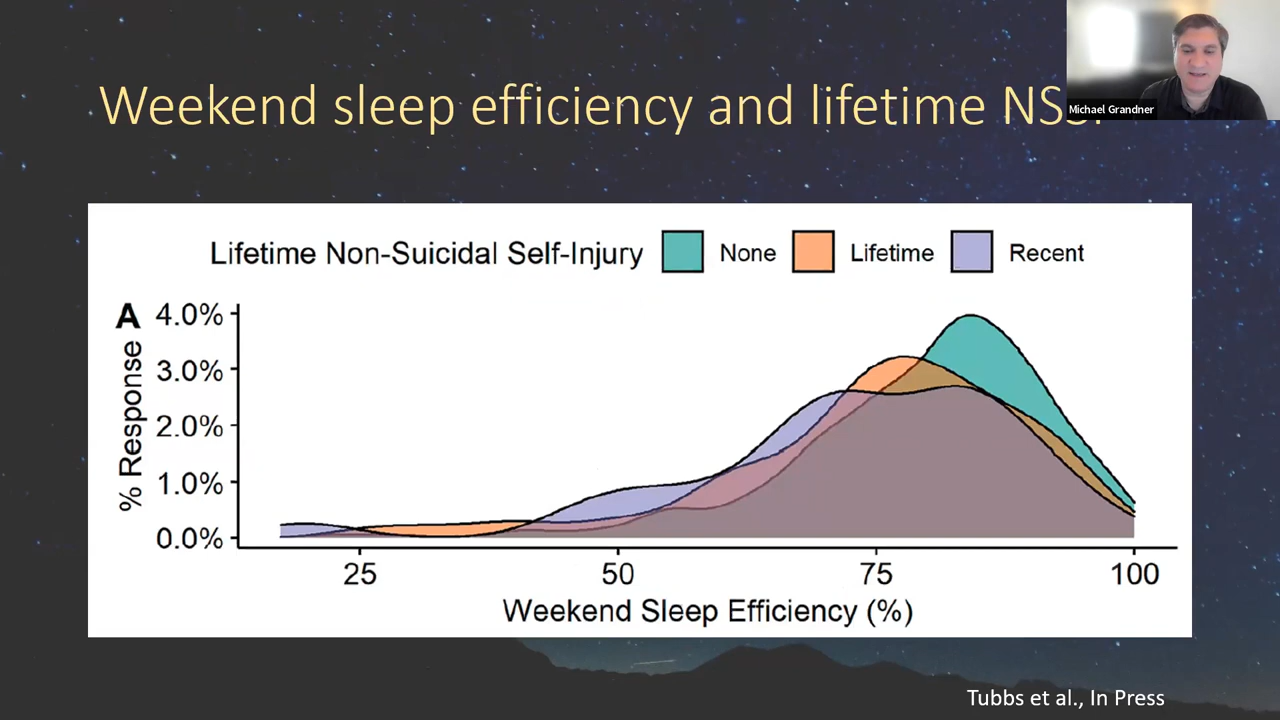 Weekend sleep efficiency and lifetime
Michael Grandner
Lifetime Non-Suicidal Self-Injury None Lifetime Recent
A
4.0%
3.0%
2.0%
1.0%
0.0%
% Response
25 50 75 100
Weekend Sleep Efficiency (%)
Tubbs et al., In Press